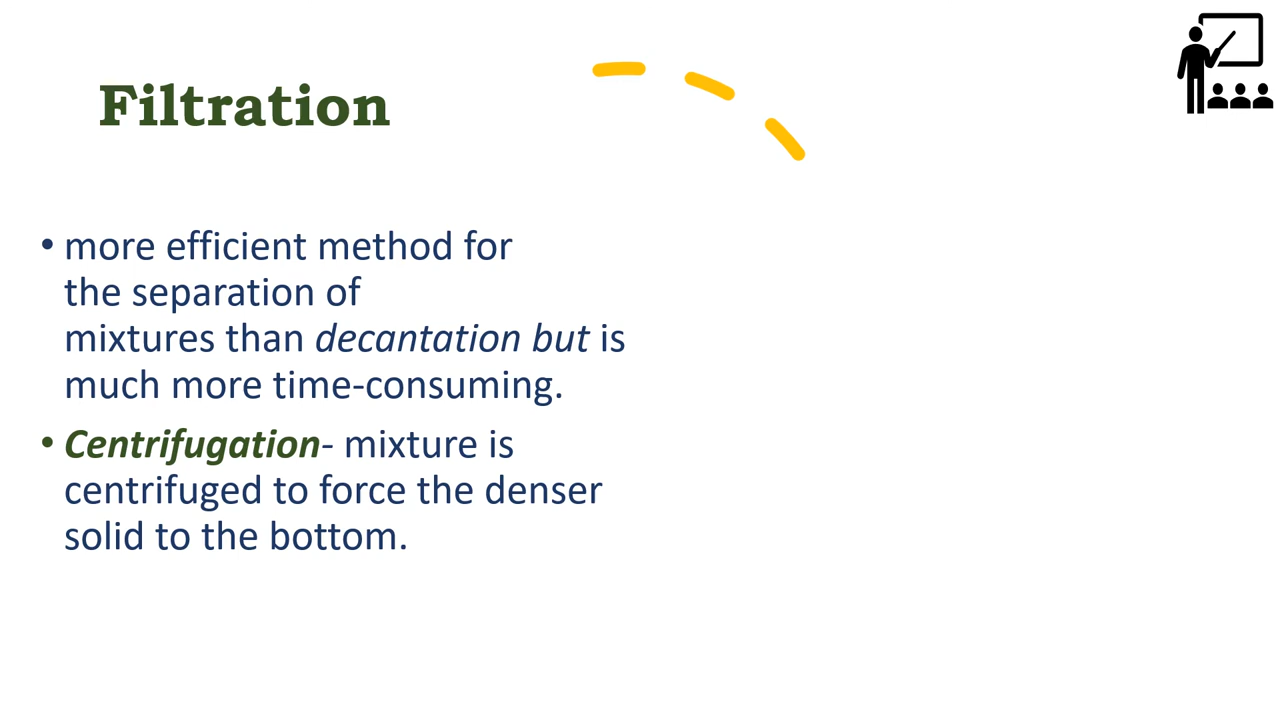 Filtration
• more efficient method for
the separation of
mixtures than decantation but is
much more time-consuming.
• Centrifugation- mixture is
centrifuged to force the denser
solid to the bottom.